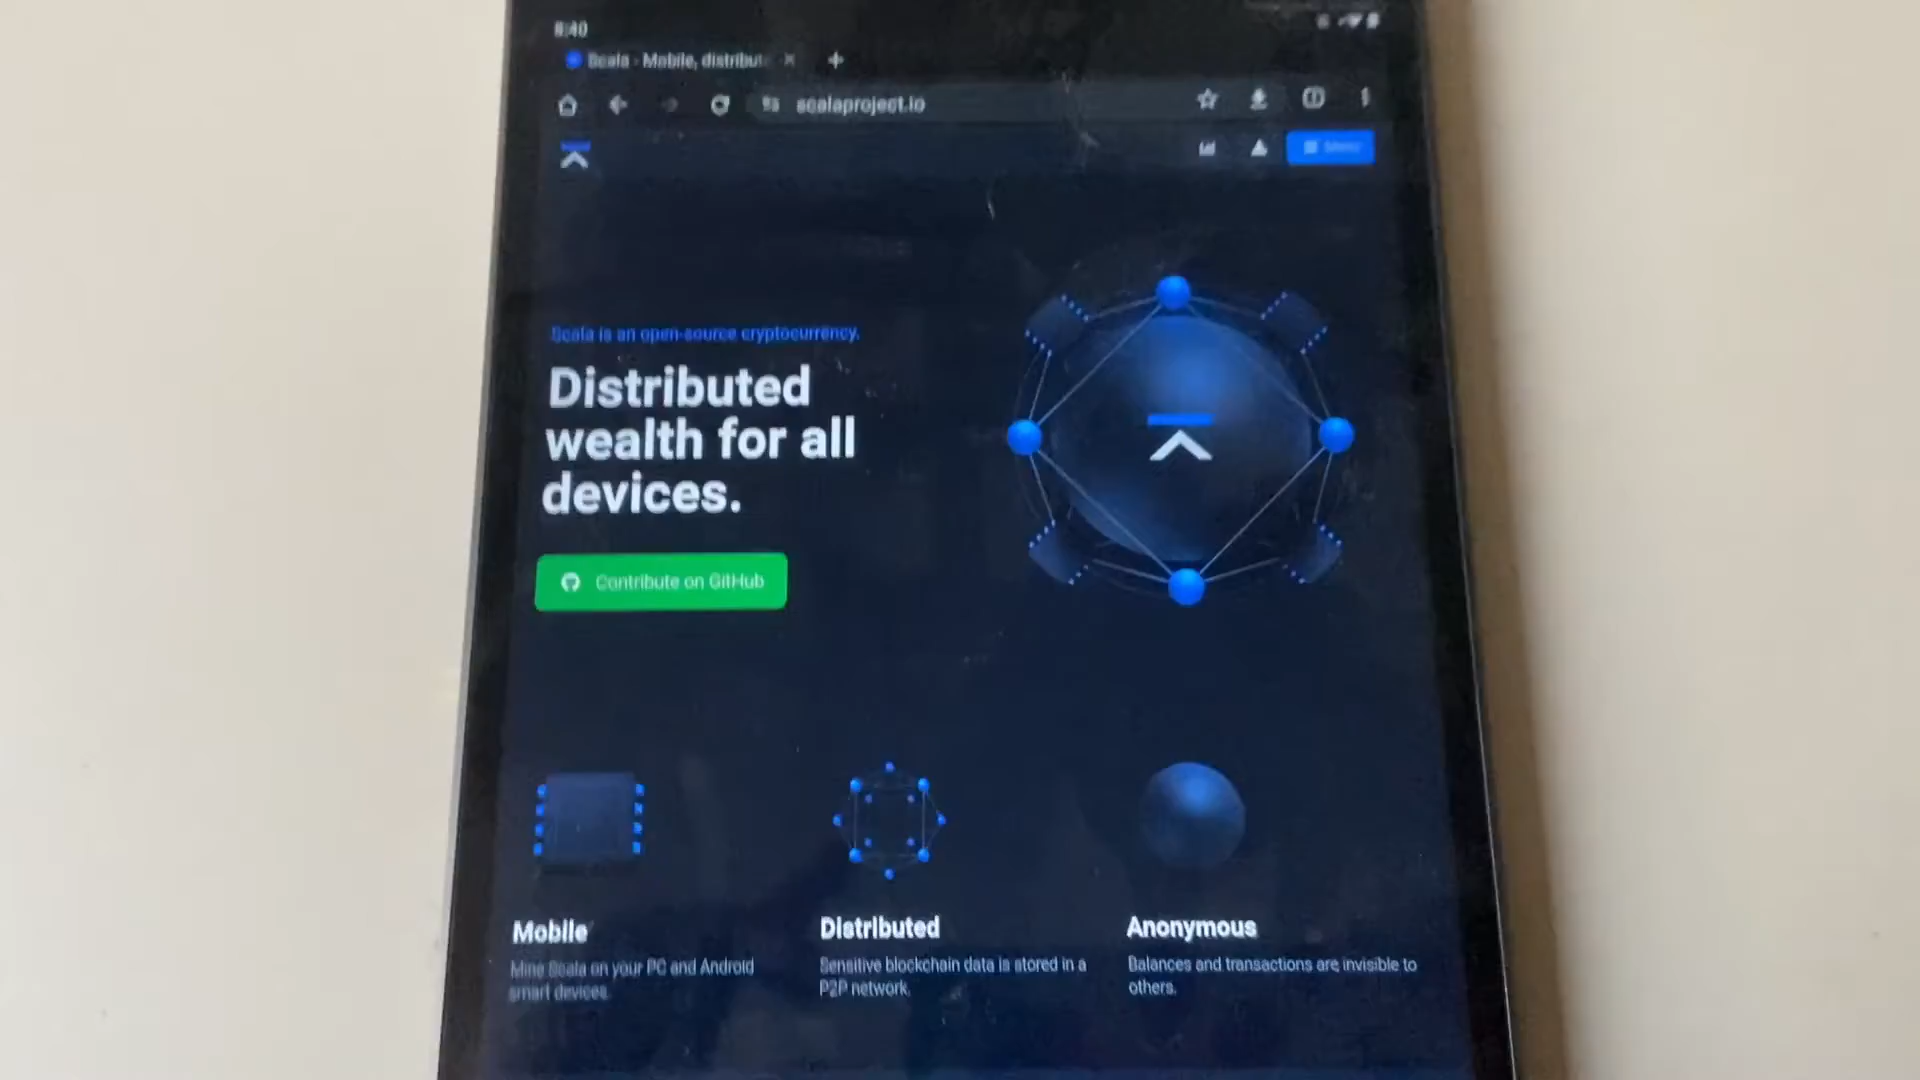 8:40
Scala - Mobile, distribut
scalaproject.io
Menu
Scala is an open-source cryptocurrency.
Distributed
wealth for all
devices.
Contribute on GitHub
Mobile
Distributed
Anonymous
Mine Scala on your PC and Android
smart devices.
Sensitive blockchain data is stored in a
P2P network.
Balances and transactions are invisible to
others.